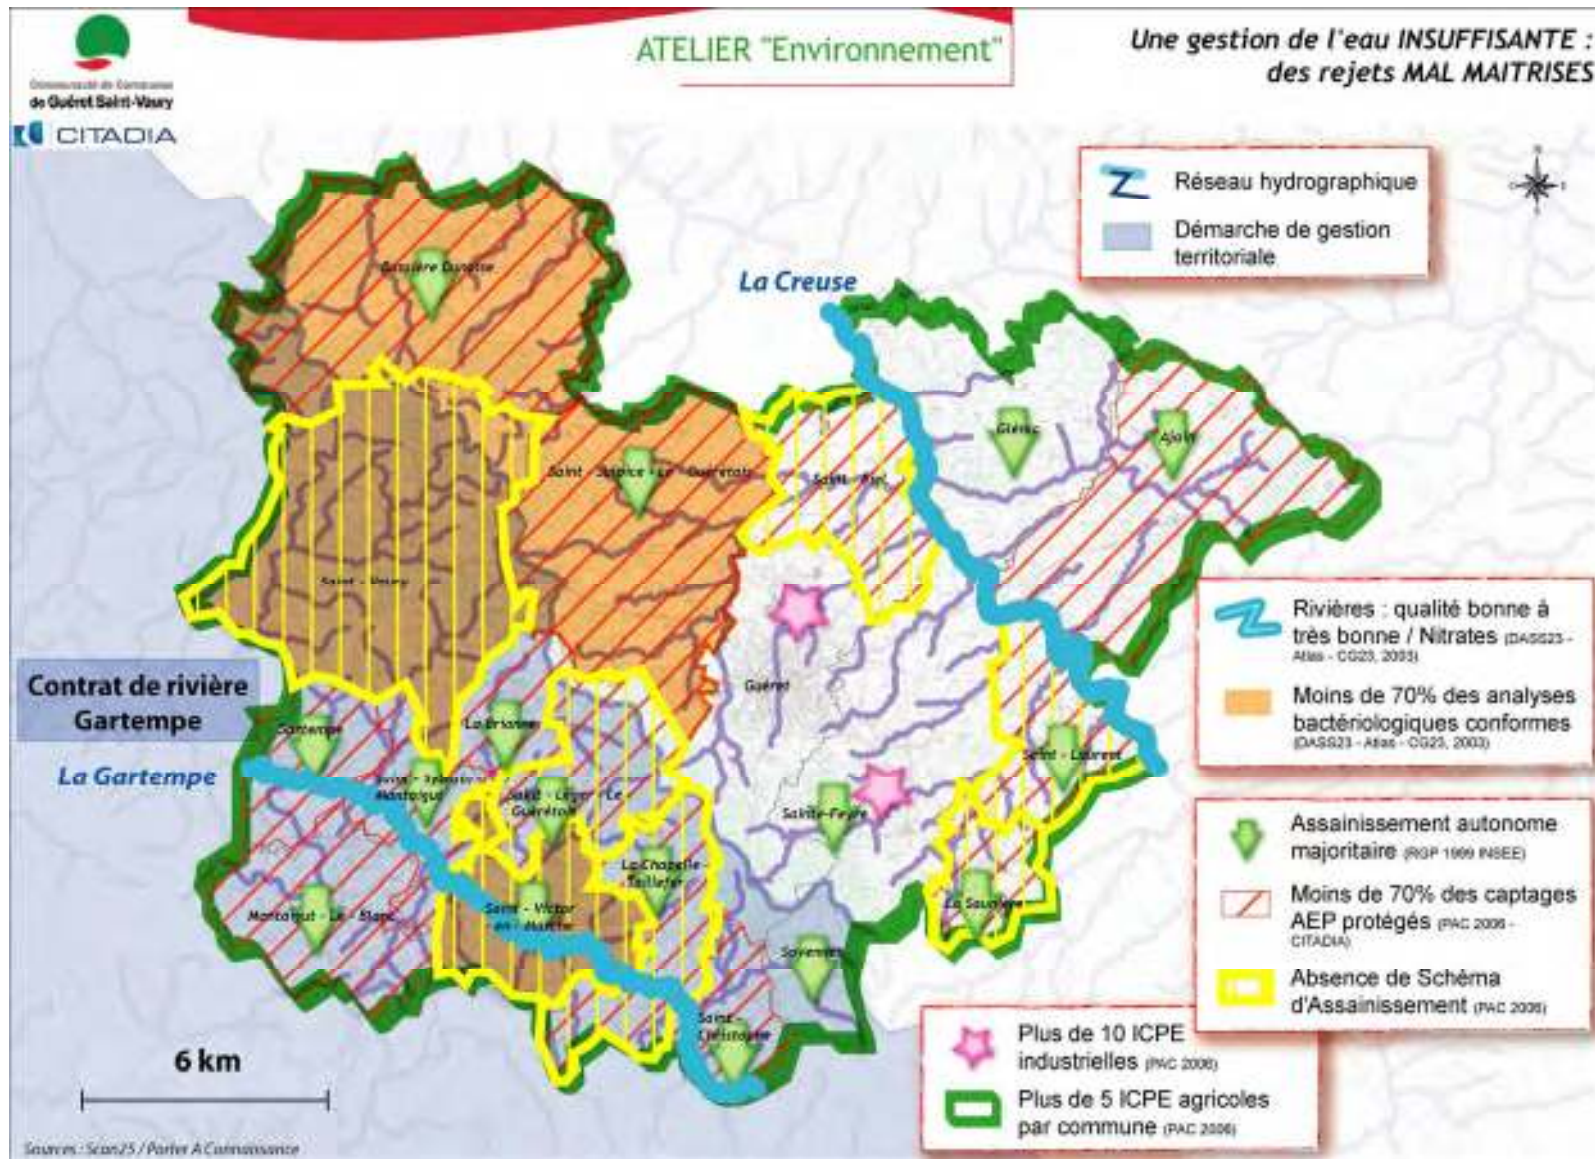 Communauté de Communes
de Guéret Saint-Vaury
CITADIA
ATELIER "Environnement"
Une gestion de l'eau INSUFFISANTE :
des rejets MAL MAITRISES
Réseau hydrographique
Démarche de gestion
territoriale
La Creuse
Glénic
Ajain
Saint - Vaury
Guéret
Contrat de rivière
Gartempe
La Gartempe
Gartempe
La Brionne
Saint - Laurent
Montaigut
Saint - Léger - Le -
Guérétois
Sainte-Feyre
La Chapelle -
Taillefer
Montaigut - Le - Blanc
Saint - Victor
en - Marche
La Saunière
Savennes
Saint -
Christophe
Rivières : qualité bonne à
très bonne / Nitrates (DASS23 -
Atlas - CG23, 2003)
Moins de 70% des analyses
bactériologiques conformes
(DASS23 - Atlas - CG23, 2003)
Assainissement autonome
majoritaire (RGP 1999 INSEE)
Moins de 70% des captages
AEP protégés (PAC 2006 -
CITADIA)
Absence de Schéma
d'Assainissement (PAC 2006)
Plus de 10 ICPE
industrielles (PAC 2006)
Plus de 5 ICPE agricoles
par commune (PAC 2006)
6 km
Sources : Scan25 / Porter A Connaissance